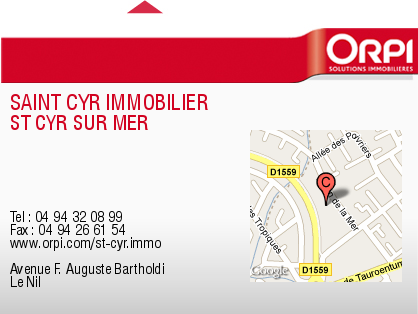 ORPI
SOLUTIONS IMMOBILIÈRES
SAINT CYR IMMOBILIER
ST CYR SUR MER
Tel : 04 94 32 08 99
Fax : 04 94 26 61 54
www.orpi.com/st-cyr.immo
Avenue F. Auguste Bartholdi
Le Nil
Allée des
D1559
C
de la Mer
Tropiques
Google
D1559
de Tauroentum